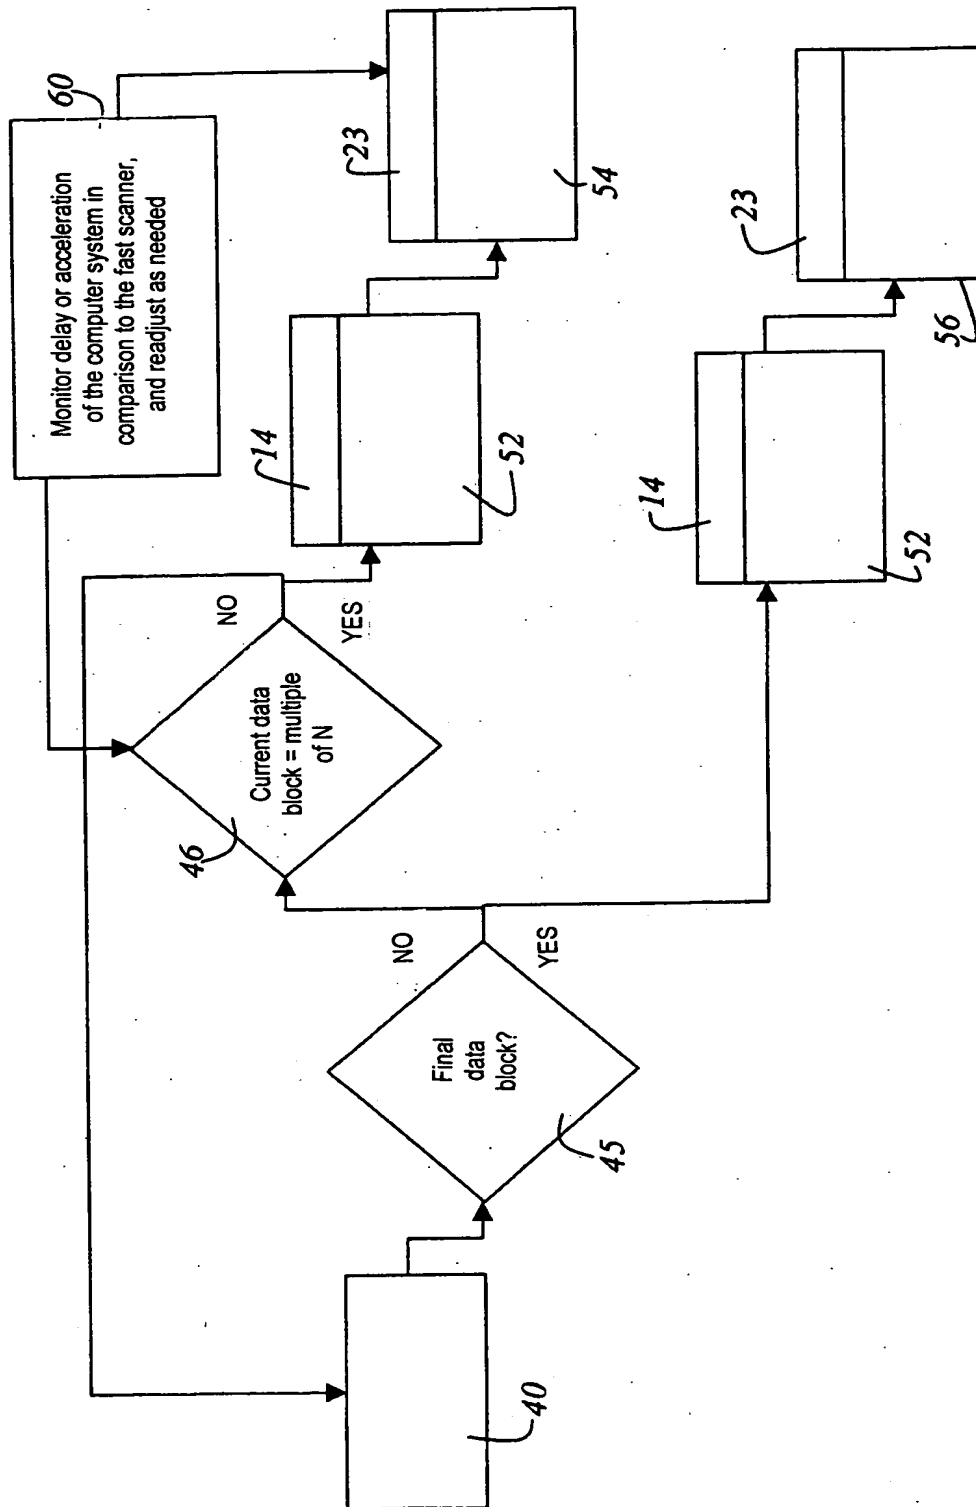 Monitor delay or acceleration
of the computer system in
comparison to the fast scanner,
and readjust as needed
60
23
54
14
52
NO
YES
Current data
block = multiple
of N
46
NO
YES
Final
data
block?
45
40
14
52
23
56